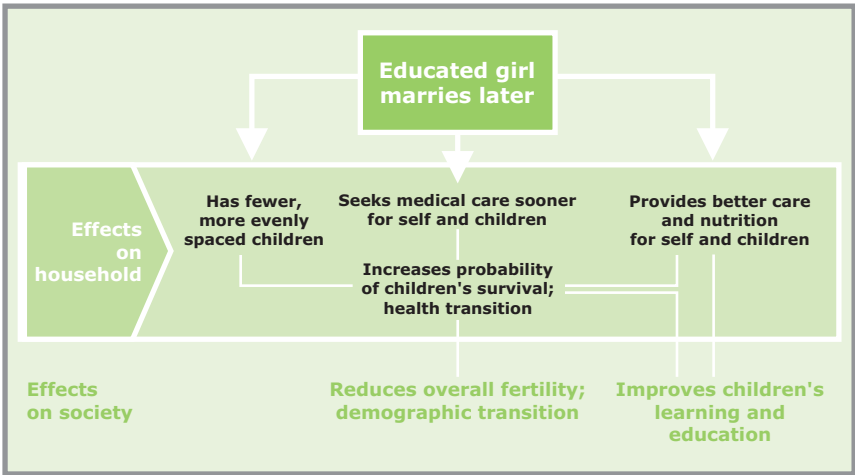 Educated girl
marries later
Effects
on
household
Has fewer,
more evenly
spaced children
Seeks medical care sooner
for self and children
Provides better care
and nutrition
for self and children
Increases probability
of children's survival;
health transition
Effects
on society
Reduces overall fertility;
demographic transition
Improves children's
learning and
education